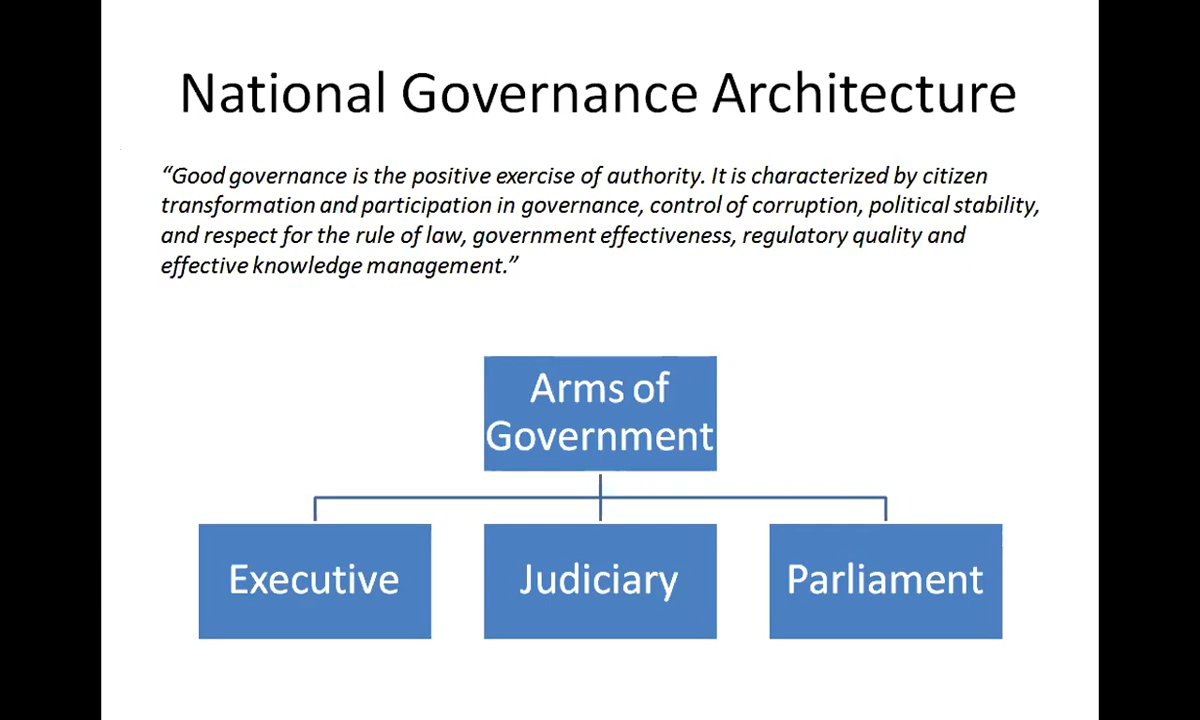 National Governance Architecture
“Good governance is the positive exercise of authority. It is characterized by citizen
transformation and participation in governance, control of corruption, political stability,
and respect for the rule of law, government effectiveness, regulatory quality and
effective knowledge management.”
Arms of
Government
Executive
Judiciary
Parliament